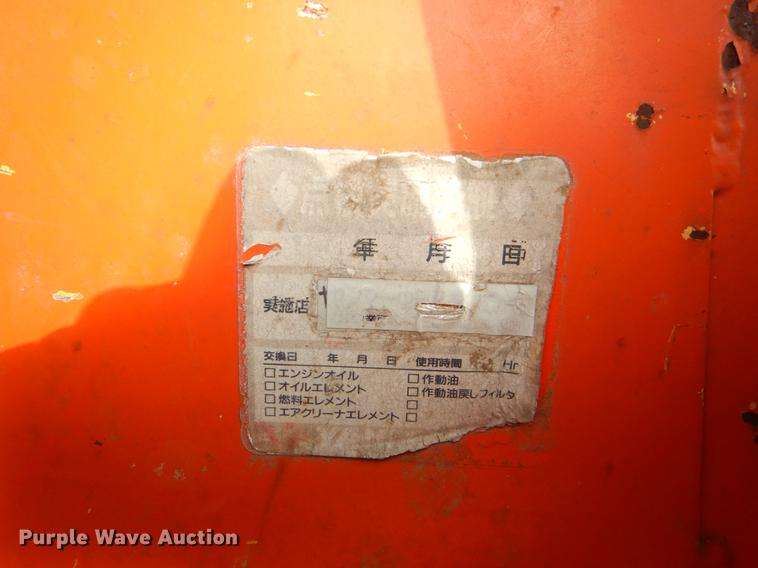 年 月 日
実施店
交換日 年 月 日 使用時間 Hr
□エンジンオイル □作動油
□オイルエレメント □作動油戻しフィルタ
□燃料エレメント □
□エアクリーナエレメント □
Purple Wave Auction